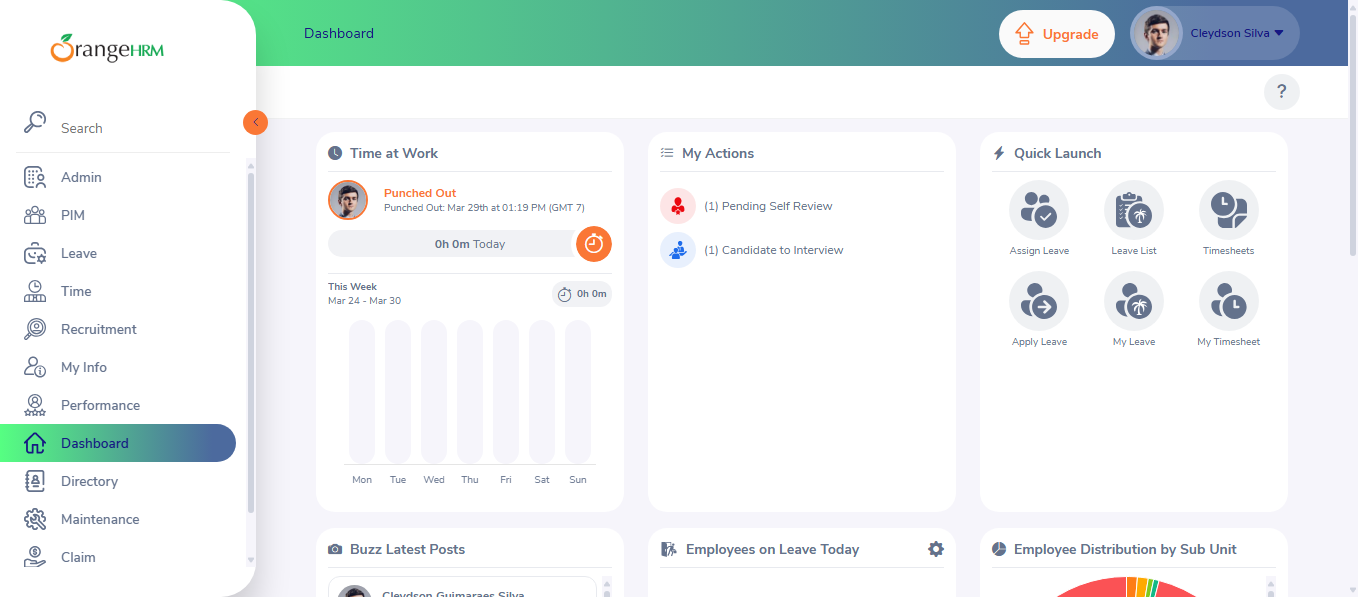 OrangeHRM
Search
Admin
PIM
Leave
Time
Recruitment
My Info
Performance
Dashboard
Directory
Maintenance
Claim
Dashboard
Upgrade
Cleydson Silva
?
Time at Work
Punched Out
Punched Out: Mar 29th at 01:19 PM (GMT 7)
0h 0m Today
This Week
Mar 24 - Mar 30
0h 0m
Mon Tue Wed Thu Fri Sat Sun
My Actions
(1) Pending Self Review
(1) Candidate to Interview
Quick Launch
Assign Leave
Leave List
Timesheets
Apply Leave
My Leave
My Timesheet
Buzz Latest Posts
Cleydson Guimaraes Silva
Employees on Leave Today
Employee Distribution by Sub Unit